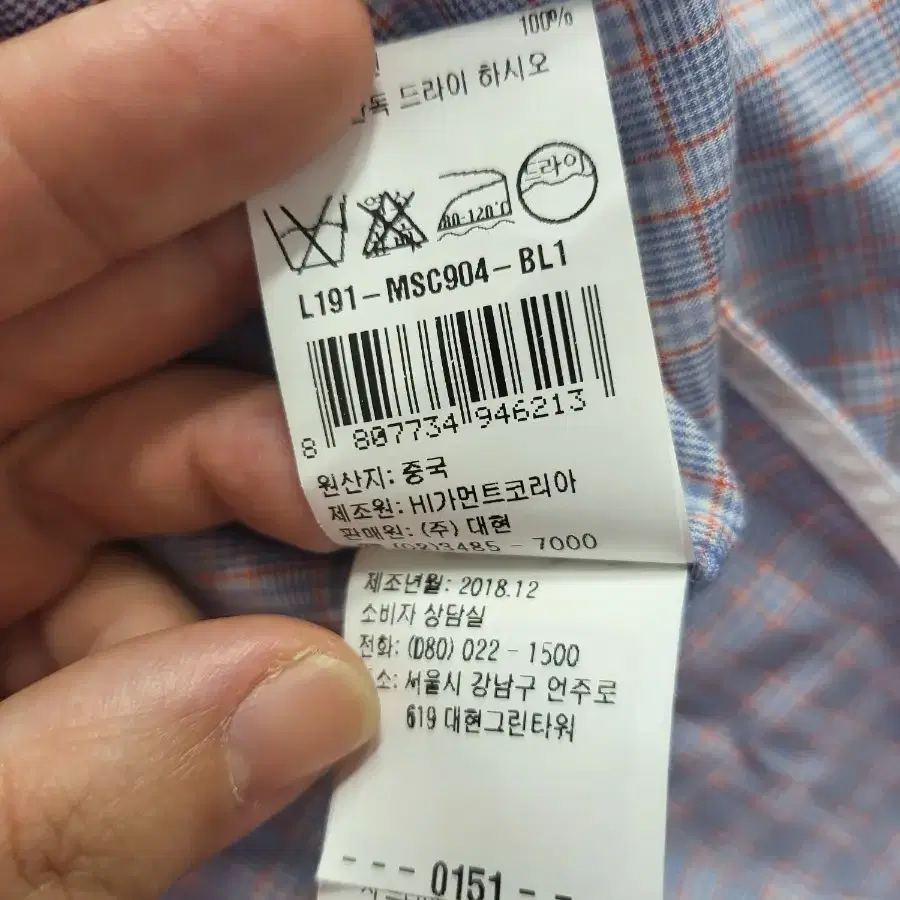 100%
드라이 하시오
드라이
80-120℃
L191-MSC904-BL1
8 807734 946213
원산지: 중국
제조원: HI가먼트코리아
판매원: (주) 대현
(02)3485-7000
제조년월: 2018.12
소비자 상담실
전화: (080) 022-1500
소: 서울시 강남구 언주로
619 대현그린타워
- - - 0151 - -